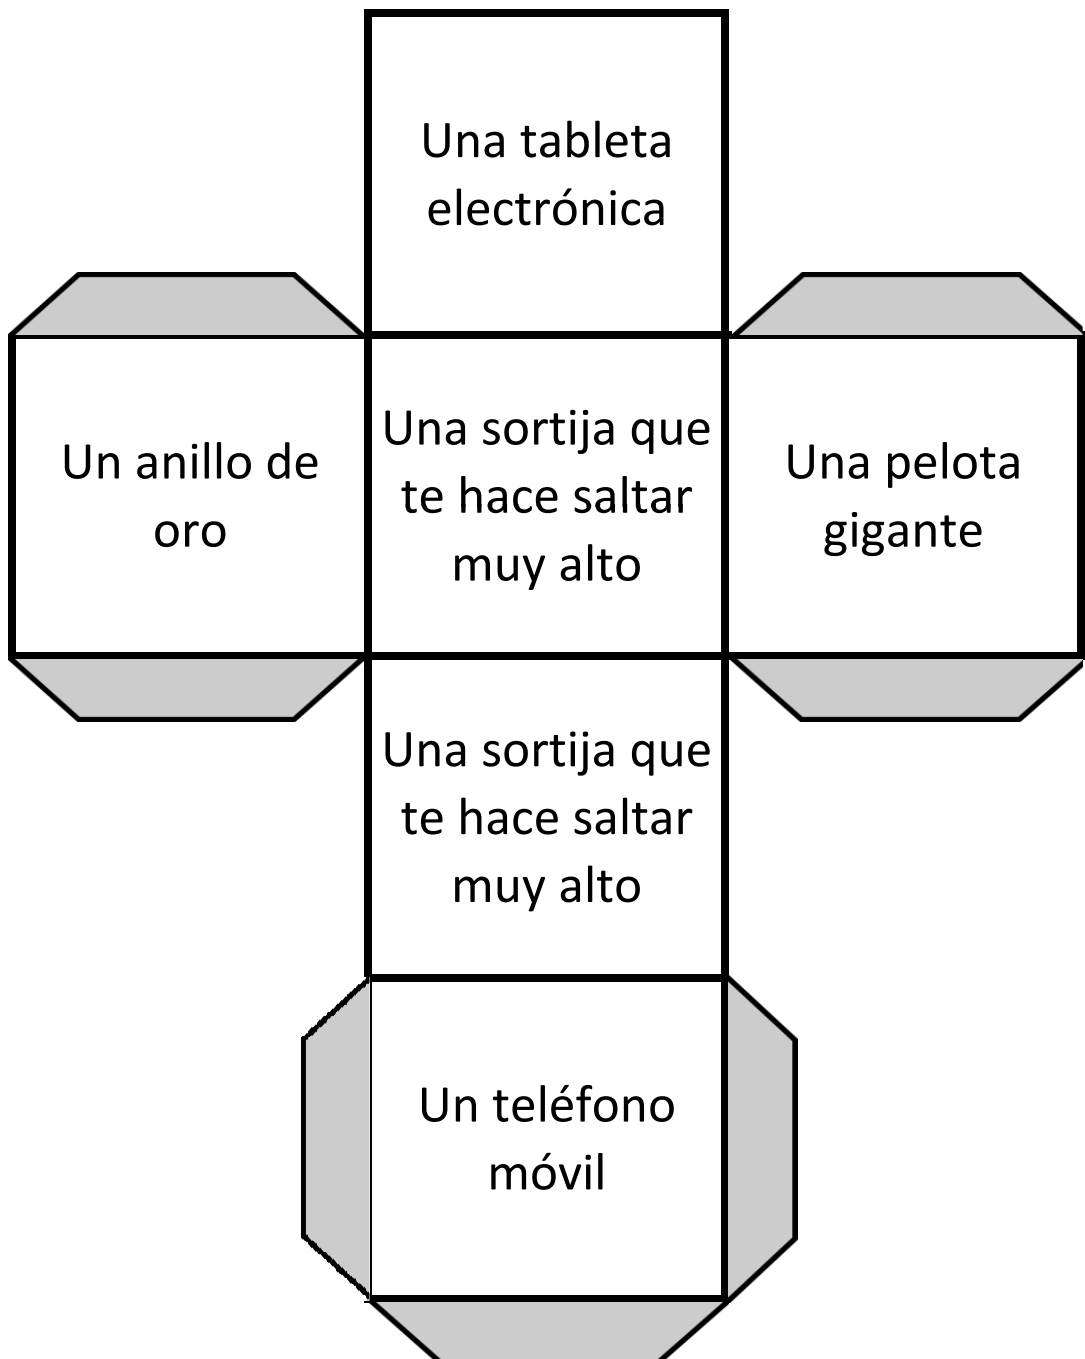 Una tableta
electrónica
Un anillo de
oro
Una sortija que
te hace saltar
muy alto
Una pelota
gigante
Una sortija que
te hace saltar
muy alto
Un teléfono
móvil